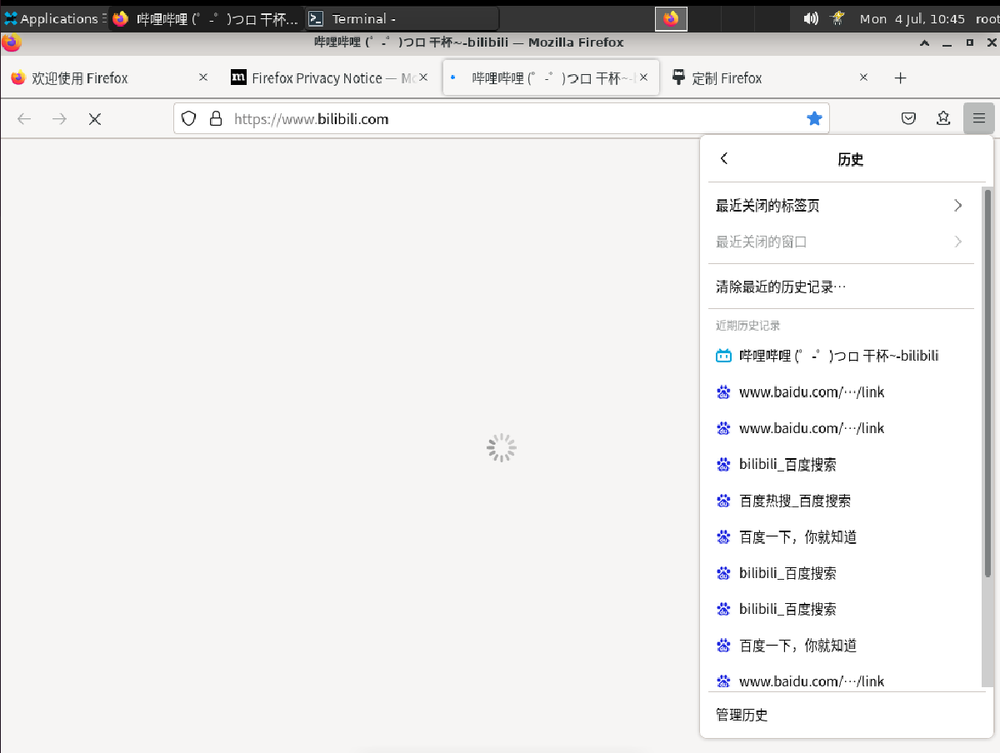 Applications
哔哩哔哩 (゜-゜)つロ 干杯...
Terminal -
Mon 4 Jul, 10:45
root
哔哩哔哩 (゜-゜)つロ 干杯~-bilibili — Mozilla Firefox
欢迎使用 Firefox
Firefox Privacy Notice — Mo
哔哩哔哩 (゜-゜)つロ 干杯~-
定制 Firefox
https://www.bilibili.com
历史
最近关闭的标签页
最近关闭的窗口
清除最近的历史记录…
近期历史记录
哔哩哔哩 (゜-゜)つロ 干杯~-bilibili
www.baidu.com/…/link
www.baidu.com/…/link
bilibili_百度搜索
百度热搜_百度搜索
百度一下，你就知道
bilibili_百度搜索
bilibili_百度搜索
百度一下，你就知道
www.baidu.com/…/link
管理历史